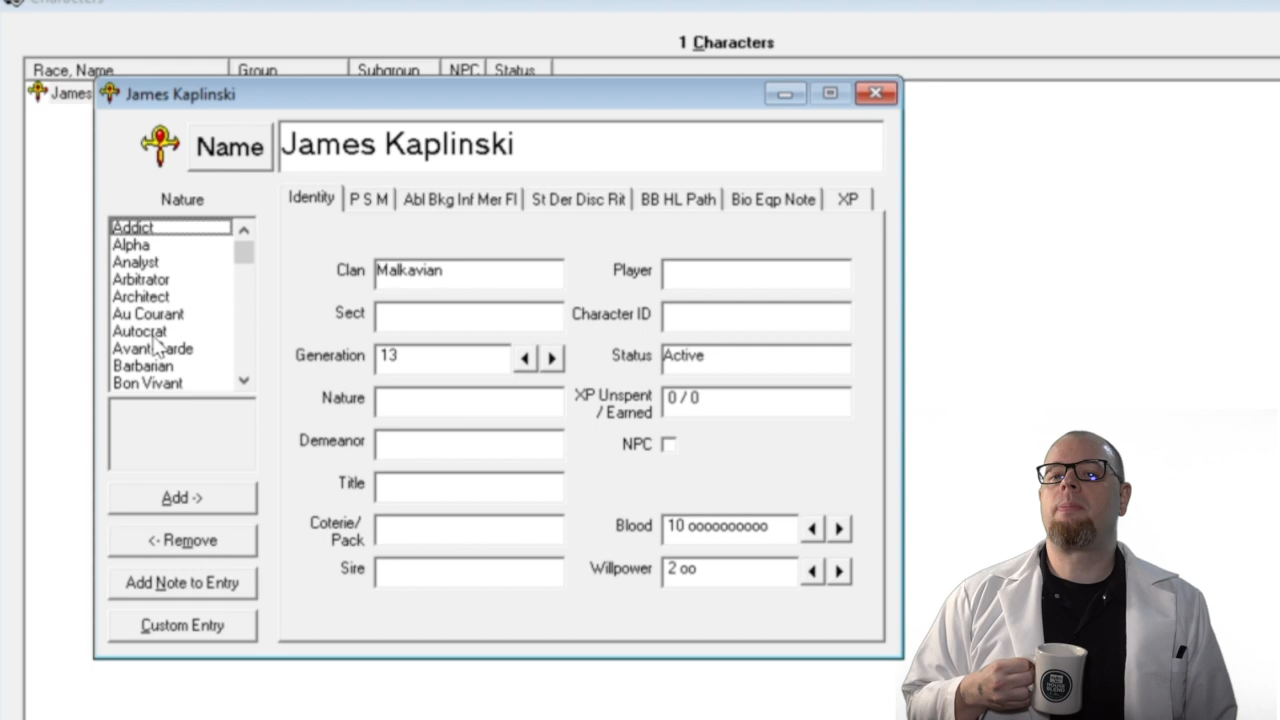 Characters
1 Characters
Race, Name Group Subgroup NPC Status
James
James Kaplinski
Name James Kaplinski
Nature
Identity P S M Abl Bkg Inf Mer Fl St Der Disc Rit BB HL Path Bio Eqp Note XP
Addict
Alpha
Analyst
Arbitrator
Architect
Au Courant
Autocrat
Avant-Garde
Barbarian
Bon Vivant
Clan Malkavian Player
Sect Character ID
Generation 13 Status Active
Nature XP Unspent / Earned 0 / 0
Demeanor NPC
Title
Coterie/ Pack Blood 10 oooooooooo
Sire Willpower 2 oo
Add ->
<- Remove
Add Note to Entry
Custom Entry
HOUSE
BLEND